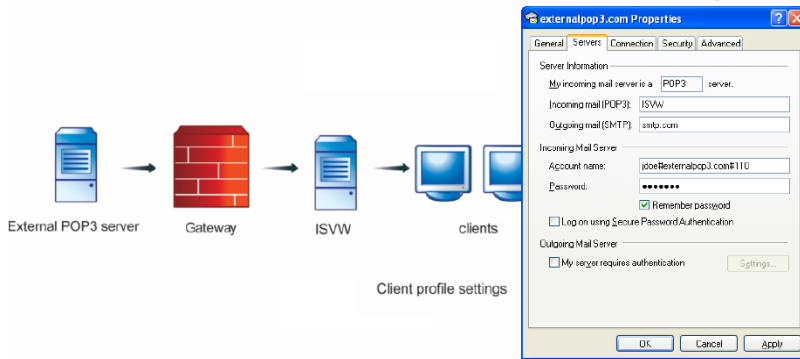 externalpop3.com Properties
General Servers Connection Security Advanced
Server Information
My incoming mail server is a POP3 server.
Incoming mail (POP3): ISVW
Outgoing mail (SMTP): smtp.com
Incoming Mail Server
Account name: jdoe#externalpop3.com#110
Password: •••••••
Remember password
Log on using Secure Password Authentication
Outgoing Mail Server
My server requires authentication Settings...
OK Cancel Apply
External POP3 server Gateway ISVW clients
Client profile settings